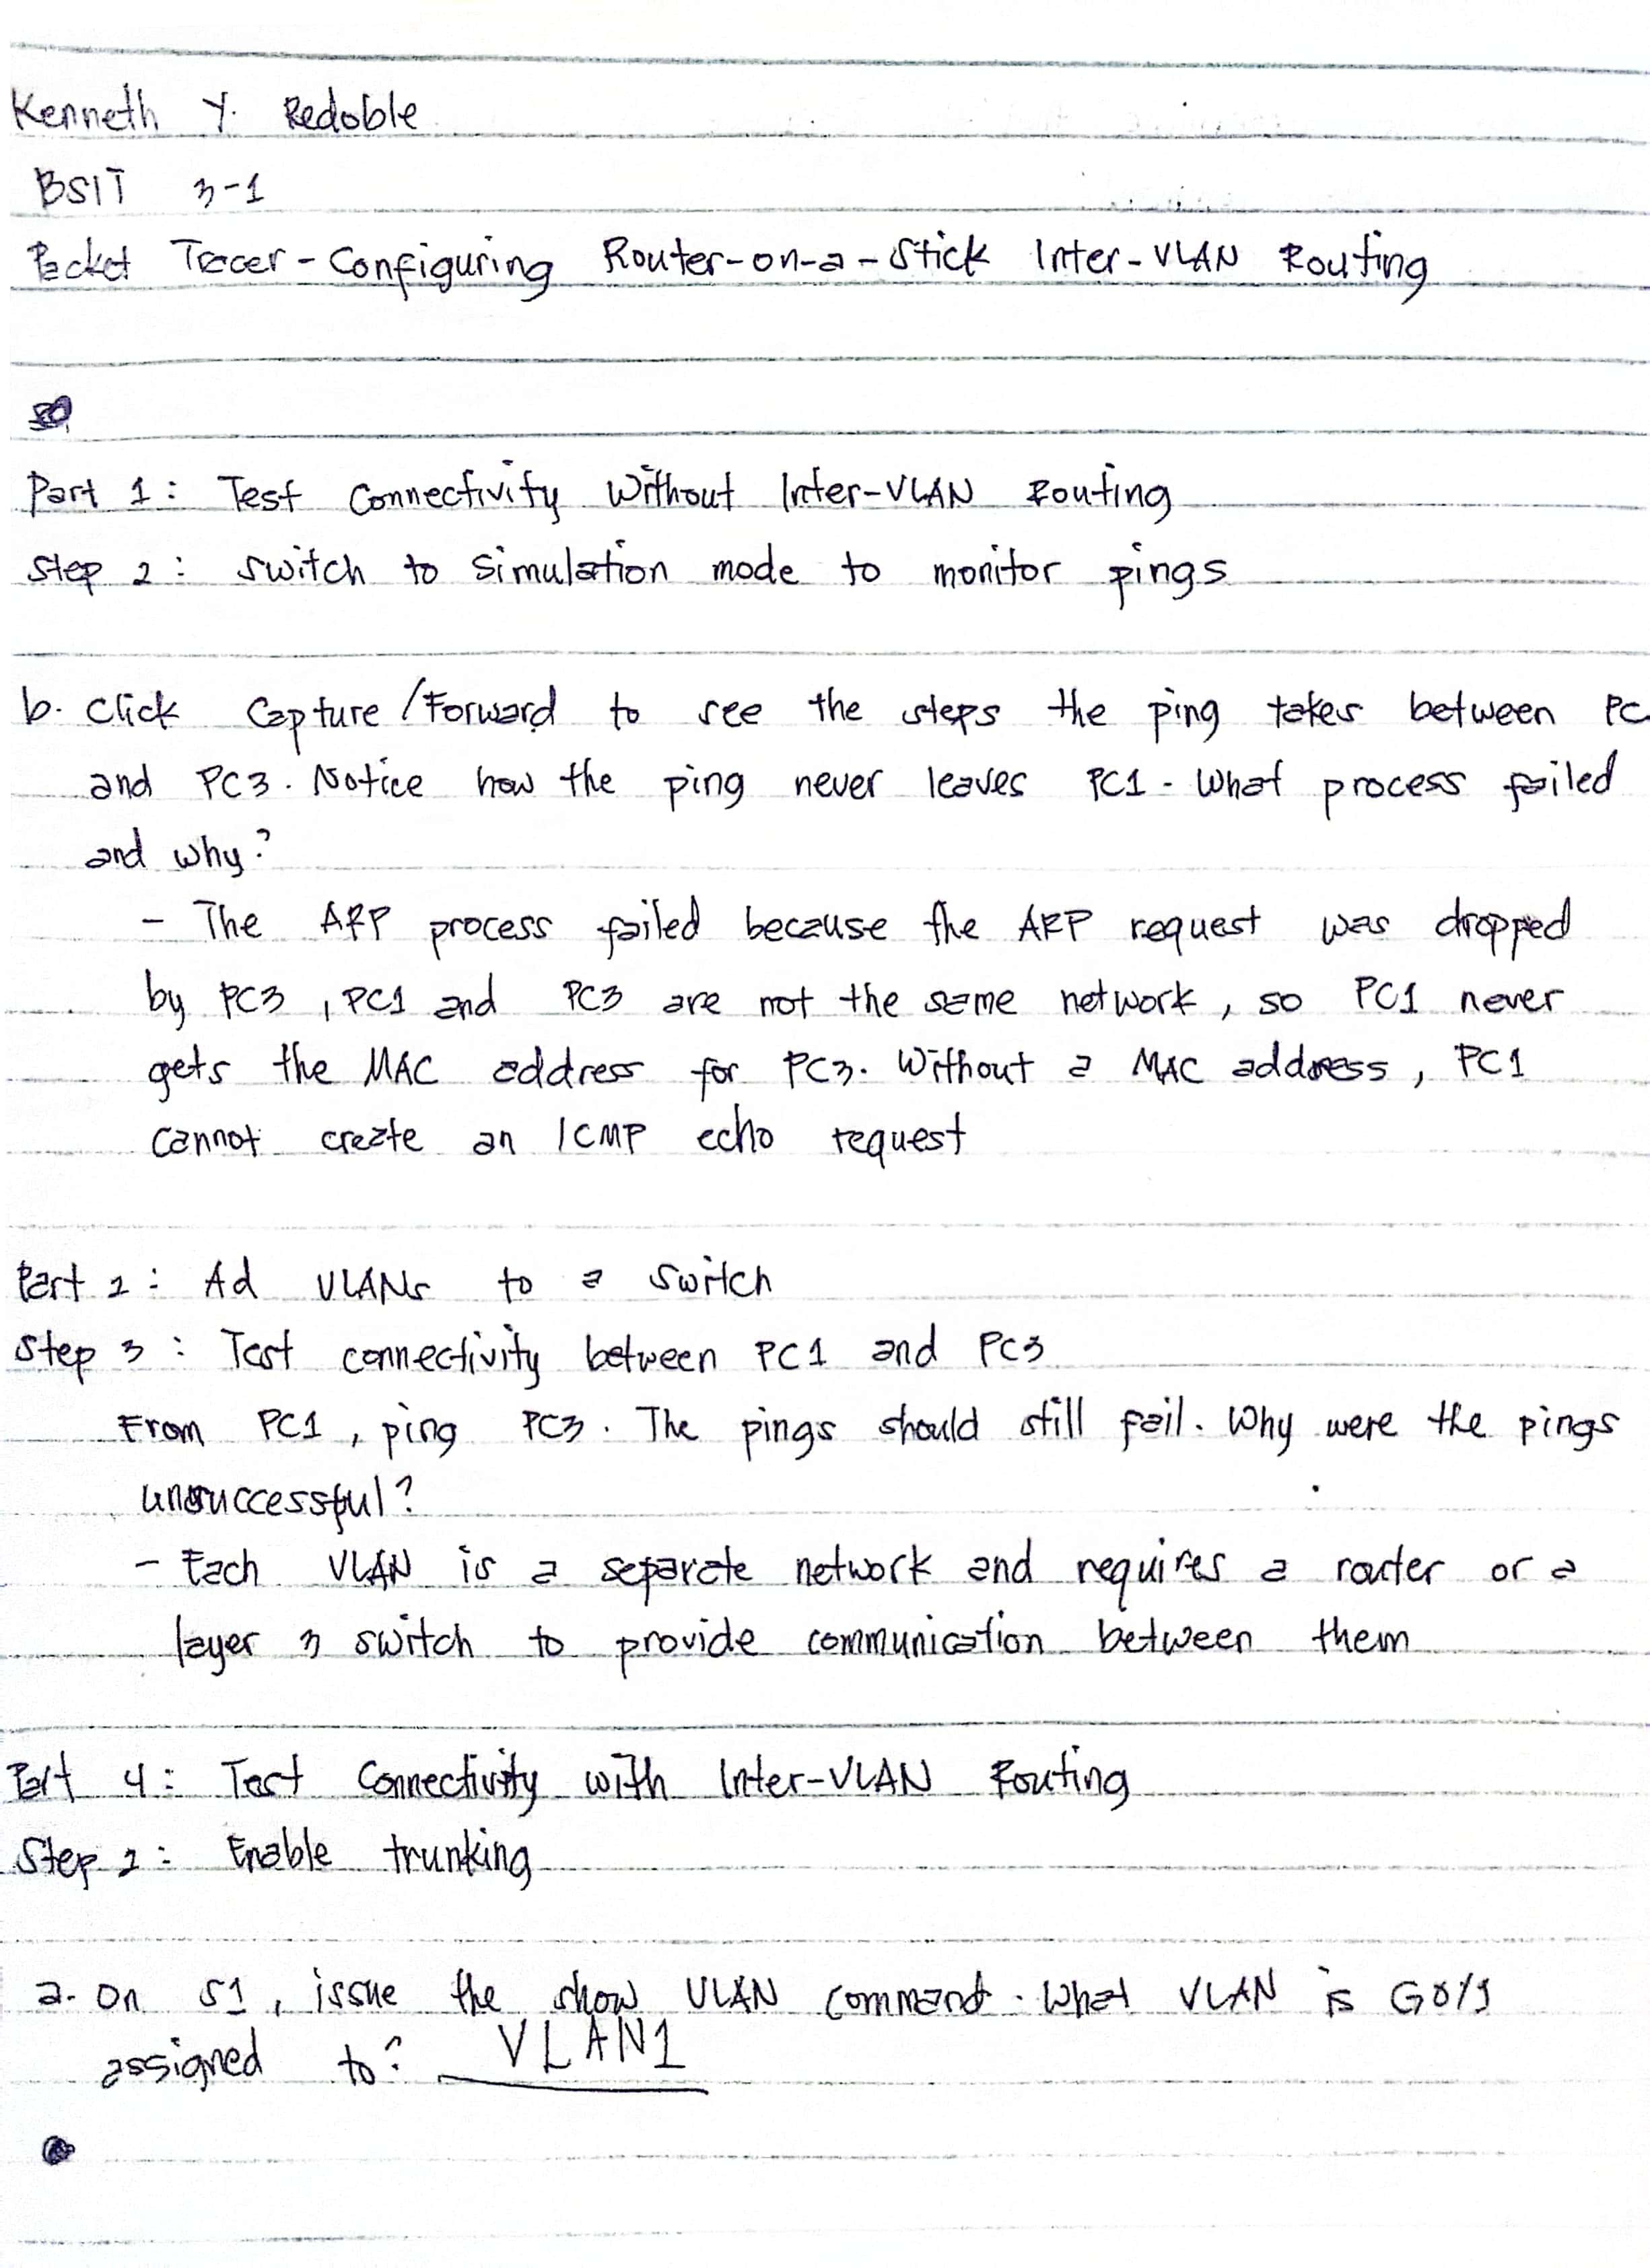 Kenneth Y. Redoble
BSIT 3-1
Packet Tracer - Configuring Router-on-a-Stick Inter-VLAN Routing
Part 1: Test Connectivity Without Inter-VLAN Routing
Step 2: Switch to simulation mode to monitor pings
b. Click Capture/Forward to see the steps the ping takes between PC
and PC3. Notice how the ping never leaves PC1. What process failed
and why?
- The ARP process failed because the ARP request was dropped
by PC3, PC1 and PC3 are not the same network, so PC1 never
gets the MAC address for PC3. Without a MAC address, PC1
cannot create an ICMP echo request
Part 2: Ad VLANs to a switch
Step 3: Test connectivity between PC1 and PC3
From PC1, ping PC3. The pings should still fail. Why were the pings
unsuccessful?
- Each VLAN is a separate network and requires a router or a
layer 3 switch to provide communication between them
Part 4: Test Connectivity with Inter-VLAN Routing
Step 2: Enable trunking
a. On S1, issue the show VLAN command. What VLAN is G0/1
assigned to? VLAN1